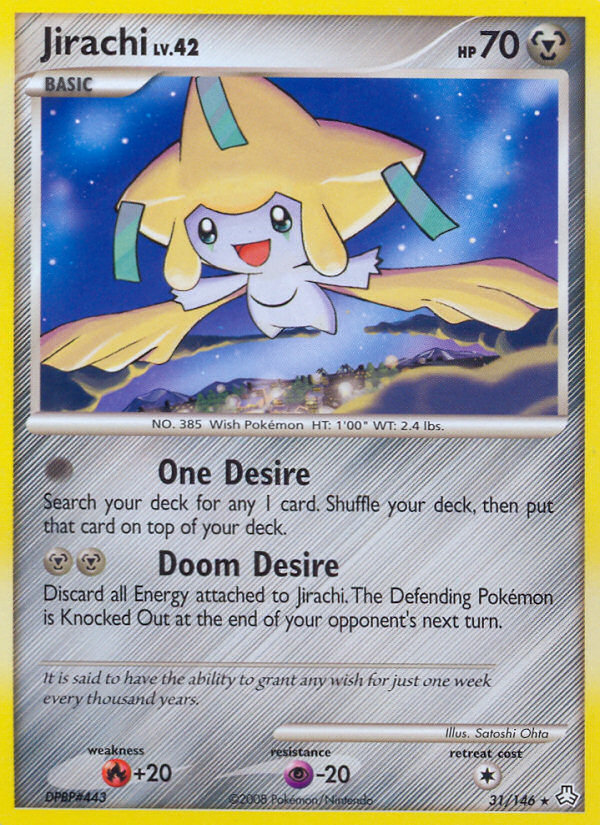 Jirachi LV.42 HP 70
BASIC
NO. 385 Wish Pokémon HT: 1'00" WT: 2.4 lbs.
One Desire
Search your deck for any 1 card. Shuffle your deck, then put
that card on top of your deck.
Doom Desire
Discard all Energy attached to Jirachi. The Defending Pokémon
is Knocked Out at the end of your opponent's next turn.
It is said to have the ability to grant any wish for just one week
every thousand years.
Illus. Satoshi Ohta
weakness resistance retreat cost
+20 -20
DPBP#443 ©2008 Pokémon/Nintendo 31/146 ★